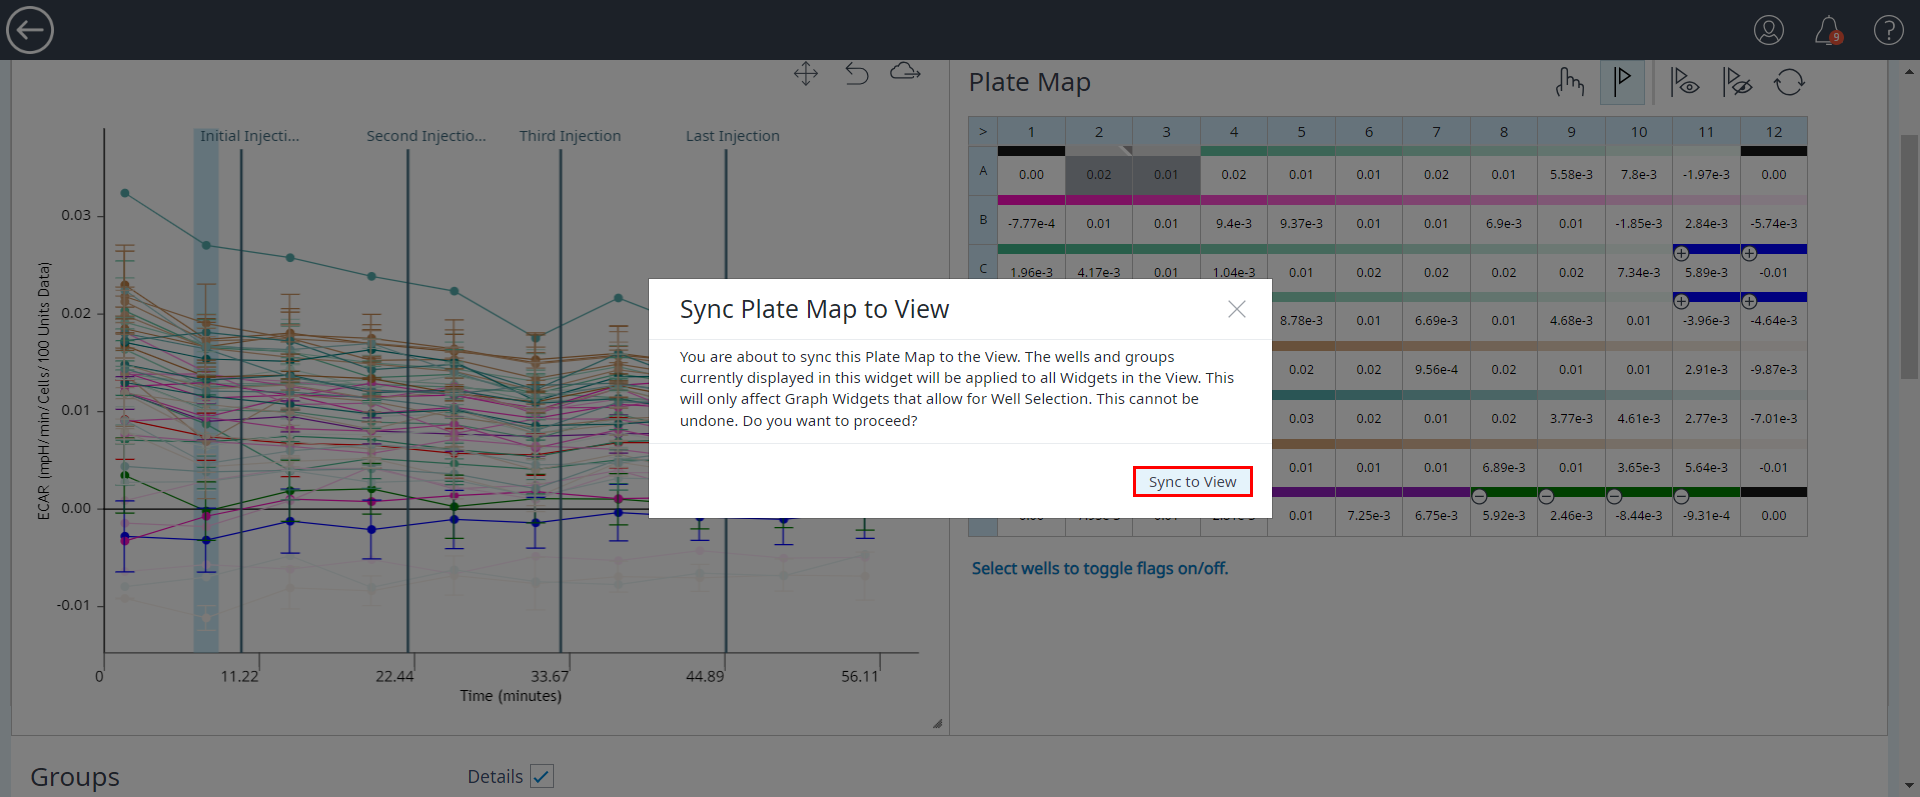 9
?
Plate Map
Initial Injecti...
Second Injectio...
Third Injection
Last Injection
0.03
0.02
0.01
0.00
-0.01
ECAR (mpH/min/Cells/100 Units Data)
0
11.22
22.44
33.67
44.89
56.11
Time (minutes)
> 1 2 3 4 5 6 7 8 9 10 11 12
A 0.00 0.02 0.01 0.02 0.01 0.01 0.02 0.01 5.58e-3 7.8e-3 -1.97e-3 0.00
B -7.77e-4 0.01 0.01 9.4e-3 9.37e-3 0.01 0.01 6.9e-3 0.01 -1.85e-3 2.84e-3 -5.74e-3
C 1.96e-3 4.17e-3 0.01 1.04e-3 0.01 0.02 0.02 0.02 0.02 7.34e-3 5.89e-3 -0.01
8.78e-3 0.01 6.69e-3 0.01 4.68e-3 0.01 -3.96e-3 -4.64e-3
0.02 0.02 9.56e-4 0.02 0.01 0.01 2.91e-3 -9.87e-3
0.03 0.02 0.01 0.02 3.77e-3 4.61e-3 2.77e-3 -7.01e-3
0.01 0.01 0.01 6.89e-3 0.01 3.65e-3 5.64e-3 -0.01
0.01 7.25e-3 6.75e-3 5.92e-3 2.46e-3 -8.44e-3 -9.31e-4 0.00
Select wells to toggle flags on/off.
Sync Plate Map to View
You are about to sync this Plate Map to the View. The wells and groups
currently displayed in this widget will be applied to all Widgets in the View. This
will only affect Graph Widgets that allow for Well Selection. This cannot be
undone. Do you want to proceed?
Sync to View
Groups
Details